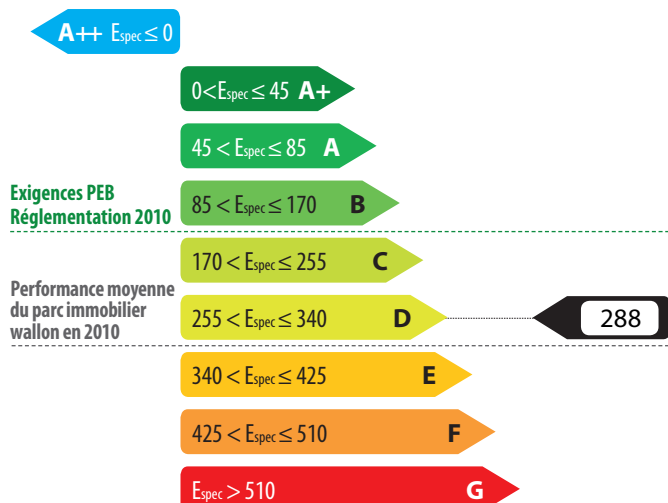 A++ Espec ≤ 0
0<Espec ≤ 45 A+
45 < Espec ≤ 85 A
Exigences PEB
Réglementation 2010
85 < Espec ≤ 170 B
170 < Espec ≤ 255 C
Performance moyenne
du parc immobilier
wallon en 2010
255 < Espec ≤ 340 D
288
340 < Espec ≤ 425 E
425 < Espec ≤ 510 F
Espec > 510 G